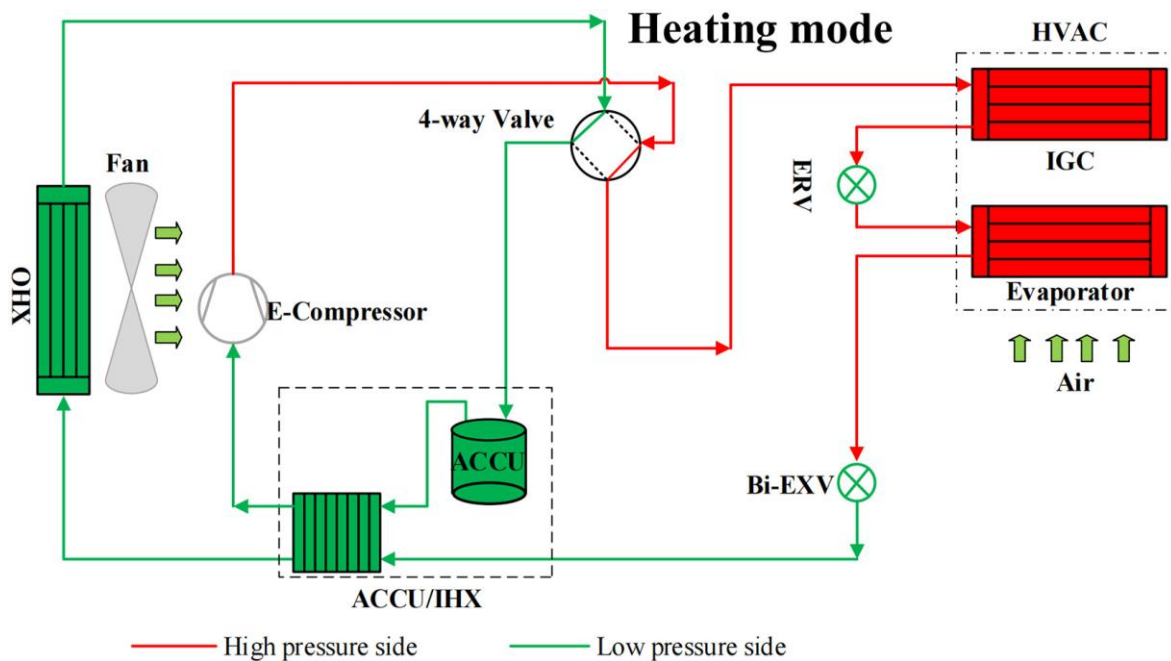 Heating mode
HVAC
4-way Valve
Fan
IGC
ERV
OHX
E-Compressor
Evaporator
Air
ACCU
Bi-EXV
ACCU/IHX
High pressure side
Low pressure side